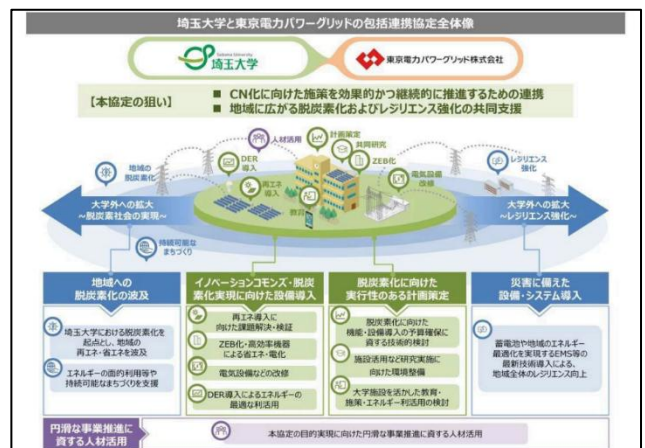 埼玉大学と東京電力パワーグリッドの包括連携協定全体像
Saitama University
埼玉大学
東京電力パワーグリッド株式会社
【本協定の狙い】
■ CN化に向けた施策を効果的かつ継続的に推進するための連携
■ 地域に広がる脱炭素化およびレジリエンス強化の共同支援
人材活用
計画策定
共同研究
ZEB化
DER
導入
再エネ
導入
教育
電気設備
改修
地域の
脱炭素化
レジリエンス
強化
大学外への拡大
~脱炭素社会の実現~
大学外への拡大
~レジリエンス強化~
持続可能な
まちづくり
地域への
脱炭素化の波及
埼玉大学における脱炭素化を
起点とし、地域の
再エネ・省エネを波及
エネルギーの面的利用等や
持続可能なまちづくりを支援
イノベーションコモンズ・脱炭
素化実現に向けた設備導入
再エネ導入に
向けた課題解決・検証
ZEB化・高効率機器
による省エネ・電化
電気設備などの改修
DER導入によるエネルギーの
最適な利活用
脱炭素化に向けた
実行性のある計画策定
脱炭素化に向けた
機能・設備導入の予算確保に
資する技術的検討
施設活用など研究実施に
向けた環境整備
大学施設を活かした教育・
施策・エネルギー利活用の検討
災害に備えた
設備・システム導入
蓄電池や地域のエネルギー
最適化を実現するEMS等の
最新技術導入による、
地域全体のレジリエンス向上
円滑な事業推進に
資する人材活用
本協定の目的実現に向けた円滑な事業推進に資する人材活用